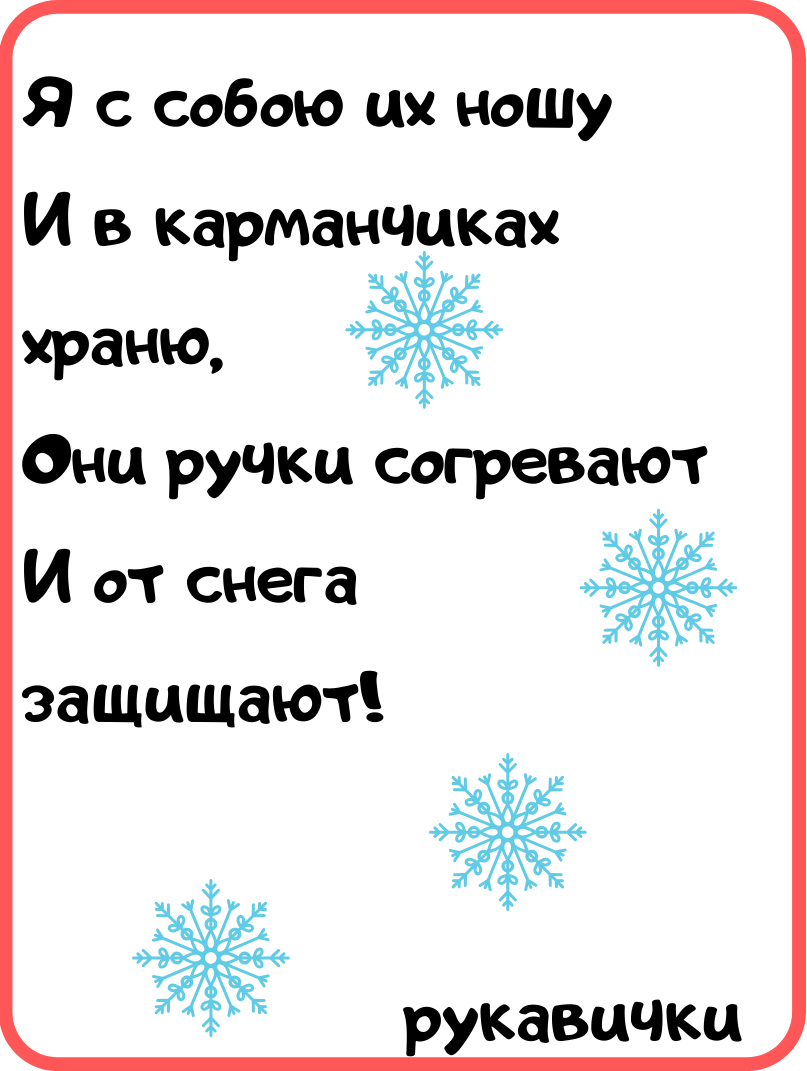 Я с собою их ношу
И в карманчиках
храню,
Они ручки согревают
И от снега
защищают!
рукавички